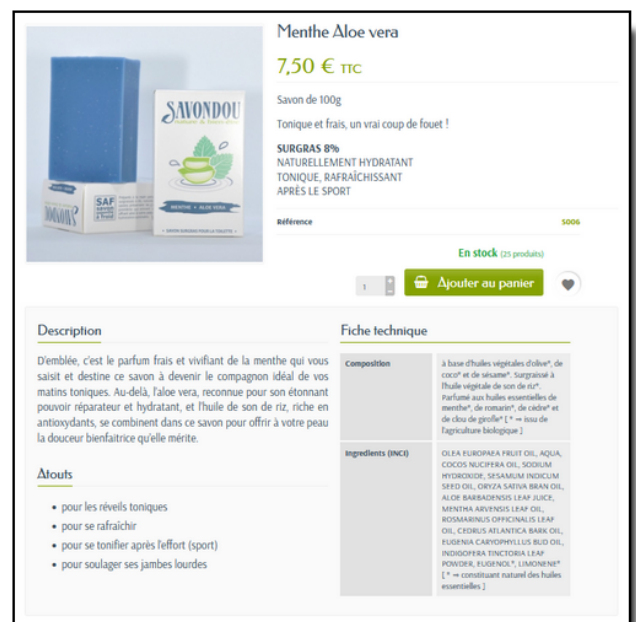 Menthe Aloe vera
7,50 € TTC
Savon de 100g
Tonique et frais, un vrai coup de fouet !
SURGRAS 8%
NATURELLEMENT HYDRATANT
TONIQUE, RAFRAÎCHISSANT
APRÈS LE SPORT
Référence S006
En stock (25 produits)
1 Ajouter au panier
SAVONDOU
MENTHE • ALOE VERA
SAF
Description
D'emblée, c'est le parfum frais et vivifiant de la menthe qui vous
saisit et destine ce savon à devenir le compagnon idéal de vos
matins toniques. Au-delà, l'aloe vera, reconnue pour son étonnant
pouvoir réparateur et hydratant, et l'huile de son de riz, riche en
antioxydants, se combinent dans ce savon pour offrir à votre peau
la douceur bienfaitrice qu'elle mérite.
Atouts
• pour les réveils toniques
• pour se rafraîchir
• pour se tonifier après l'effort (sport)
• pour soulager ses jambes lourdes
Fiche technique
Composition
à base d'huiles végétales d'olive*, de
coco* et de sésame*. Surgraissé à
l'huile végétale de son de riz*.
Parfumé aux huiles essentielles de
menthe*, de romarin*, de cèdre* et
de clou de girofle* [ * → issu de
l'agriculture biologique ]
Ingredients (INCI)
OLEA EUROPAEA FRUIT OIL, AQUA,
COCOS NUCIFERA OIL, SODIUM
HYDROXIDE, SESAMUM INDICUM
SEED OIL, ORYZA SATIVA BRAN OIL,
ALOE BARBADENSIS LEAF JUICE,
MENTHA ARVENSIS LEAF OIL,
ROSMARINUS OFFICINALIS LEAF
OIL, CEDRUS ATLANTICA BARK OIL,
EUGENIA CARYOPHYLLUS BUD OIL,
INDIGOFERA TINCTORIA LEAF
POWDER, EUGENOL*, LIMONENE*
[ * → constituant naturel des huiles
essentielles ]